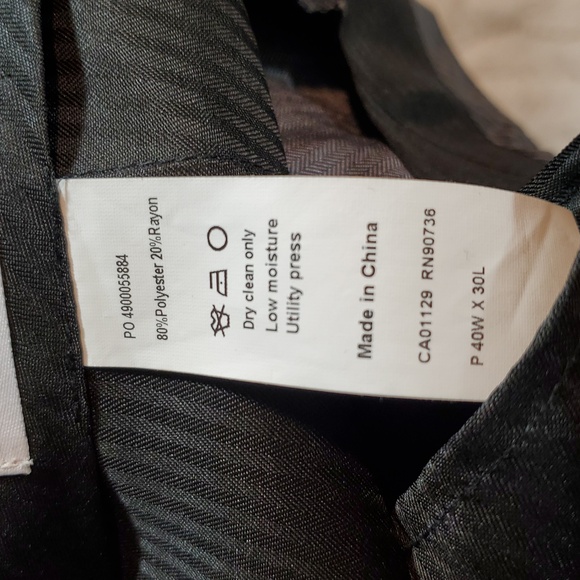 PO 4900055884
80%Polyester 20%Rayon
Dry clean only
Low moisture
Utility press
Made in China
CA01129 RN90736
P 40W X 30L